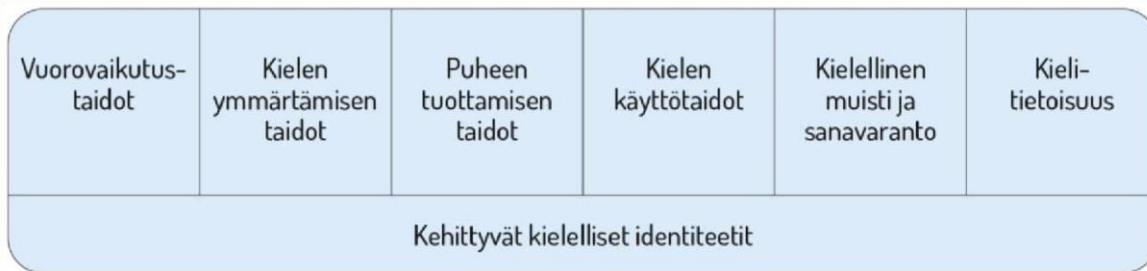 Vuorovaikutus-
taidot
Kielen
ymmärtämisen
taidot
Puheen
tuottamisen
taidot
Kielen
käyttötaidot
Kielellinen
muisti ja
sanavaranto
Kieli-
tietoisuus
Kehittyvät kielelliset identiteetit